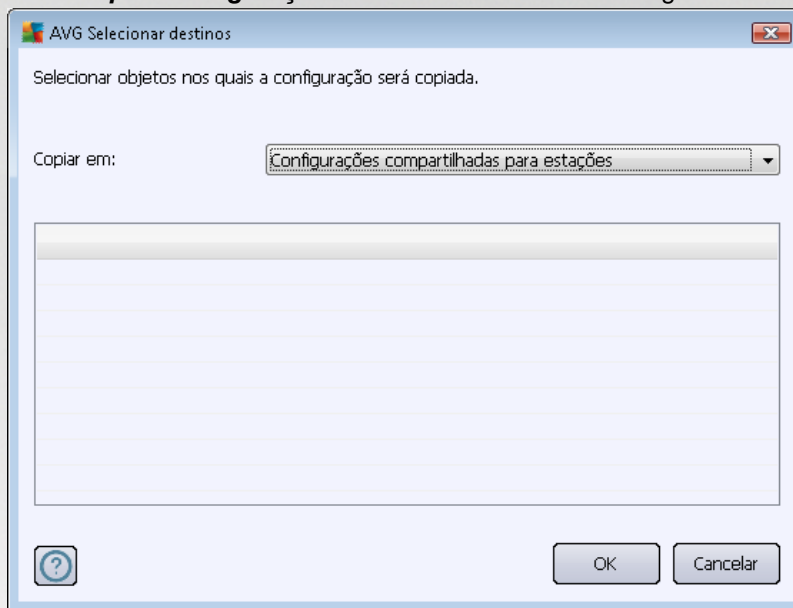 AVG Selecionar destinos
Selecionar objetos nos quais a configuração será copiada.
Copiar em:
Configurações compartilhadas para estações
?
OK
Cancelar